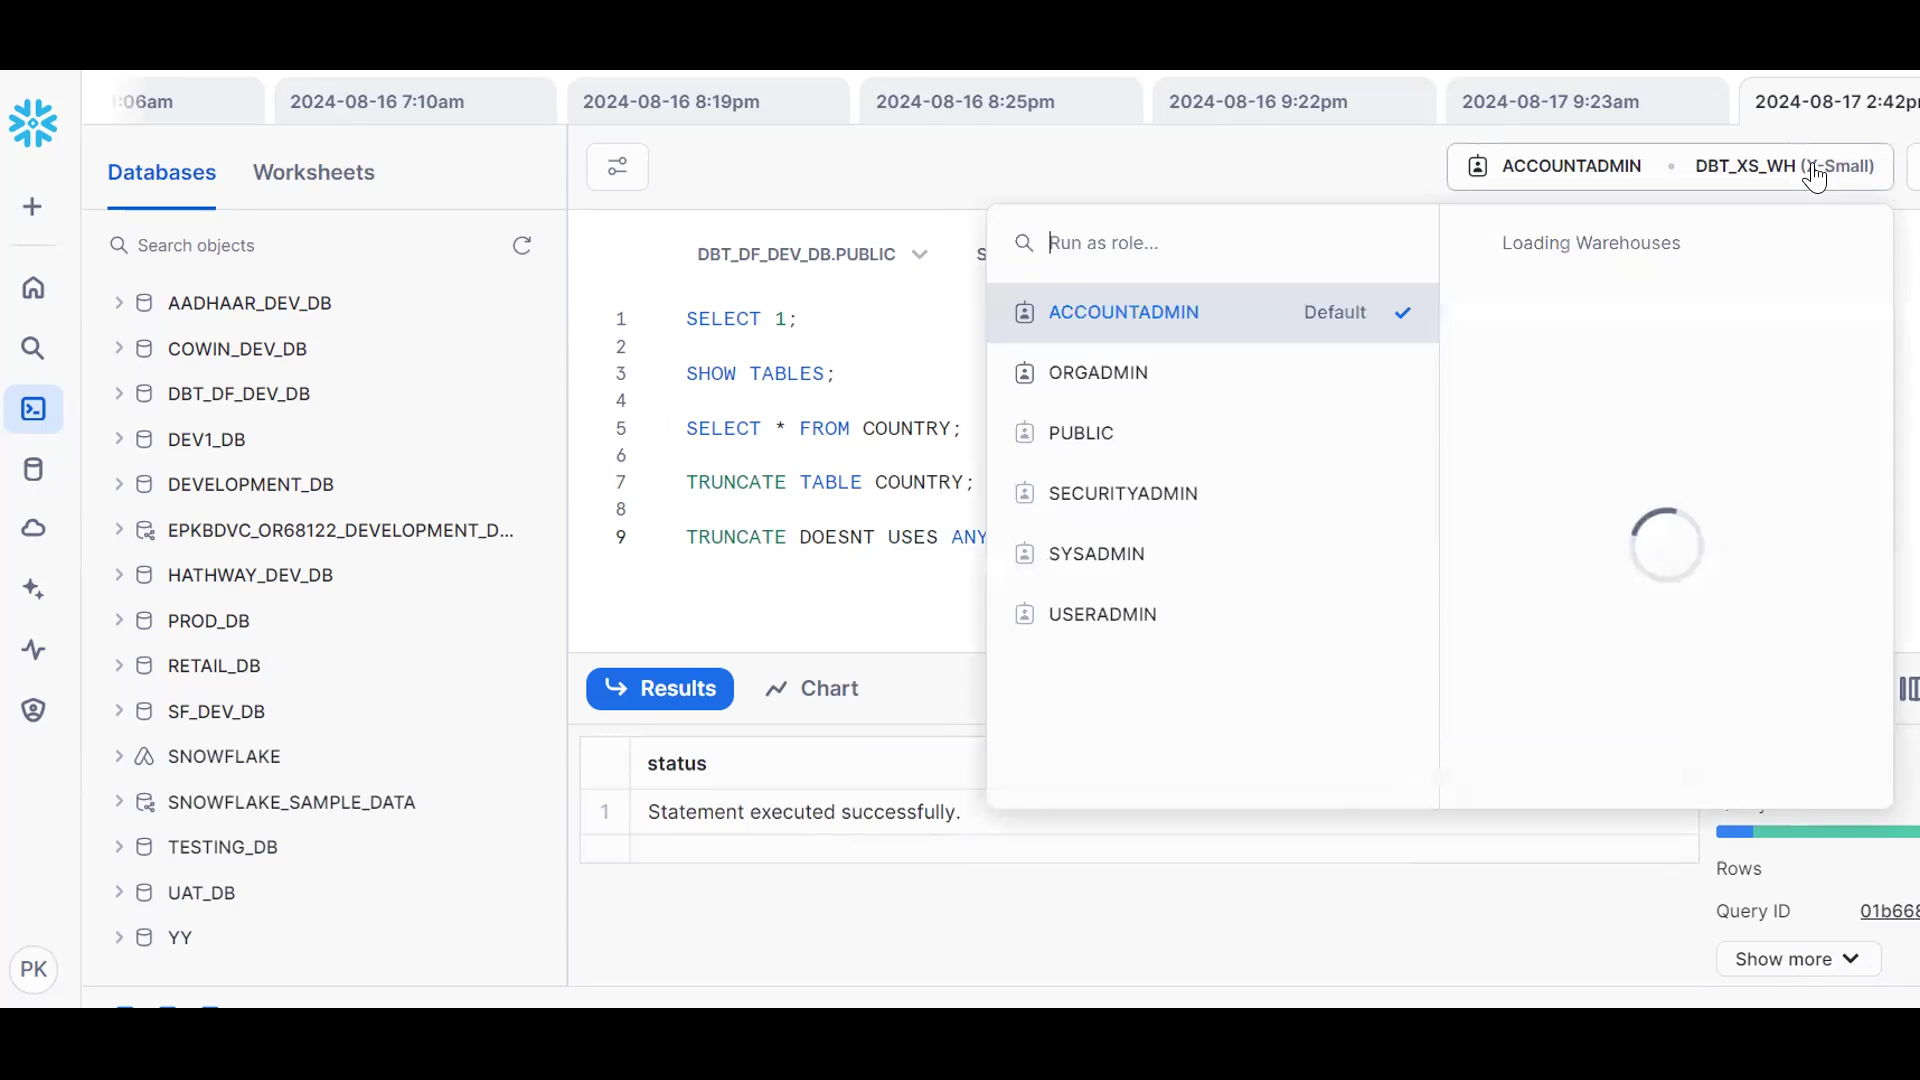 :06am
2024-08-16 7:10am
2024-08-16 8:19pm
2024-08-16 8:25pm
2024-08-16 9:22pm
2024-08-17 9:23am
2024-08-17 2:42p
Databases
Worksheets
ACCOUNTADMIN
DBT_XS_WH (X-Small)
Search objects
AADHAAR_DEV_DB
COWIN_DEV_DB
DBT_DF_DEV_DB
DEV1_DB
DEVELOPMENT_DB
EPKBDVC_OR68122_DEVELOPMENT_D...
HATHWAY_DEV_DB
PROD_DB
RETAIL_DB
SF_DEV_DB
SNOWFLAKE
SNOWFLAKE_SAMPLE_DATA
TESTING_DB
UAT_DB
YY
PK
DBT_DF_DEV_DB.PUBLIC
1 SELECT 1;
2
3 SHOW TABLES;
4
5 SELECT * FROM COUNTRY;
6
7 TRUNCATE TABLE COUNTRY;
8
9 TRUNCATE DOESNT USES ANY
Run as role...
Loading Warehouses
ACCOUNTADMIN Default
ORGADMIN
PUBLIC
SECURITYADMIN
SYSADMIN
USERADMIN
Results
Chart
status
1 Statement executed successfully.
Rows
Query ID 01b668
Show more